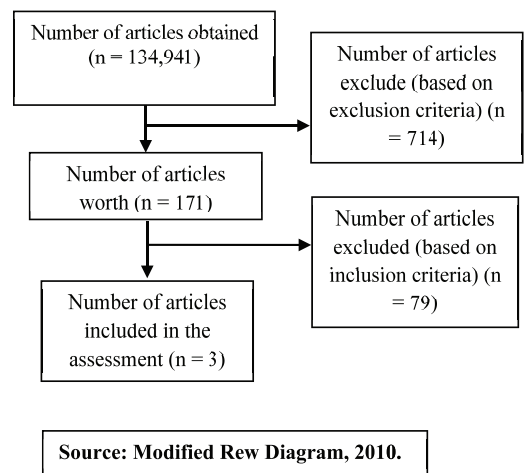 Number of articles obtained
(n = 134,941)
Number of articles
exclude (based on
exclusion criteria) (n
= 714)
Number of articles
worth (n = 171)
Number of articles
excluded (based on
inclusion criteria) (n
= 79)
Number of articles
included in the
assessment (n = 3)
Source: Modified Rew Diagram, 2010.